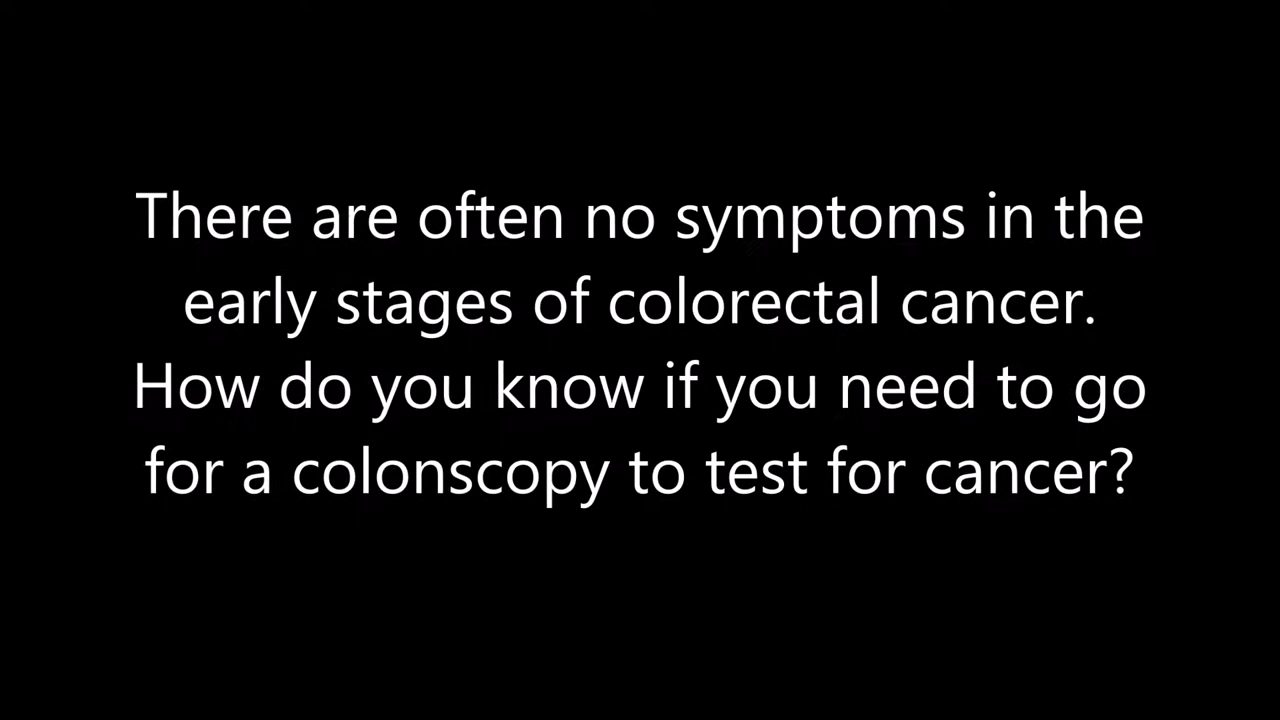 There are often no symptoms in the
early stages of colorectal cancer.
How do you know if you need to go
for a colonscopy to test for cancer?